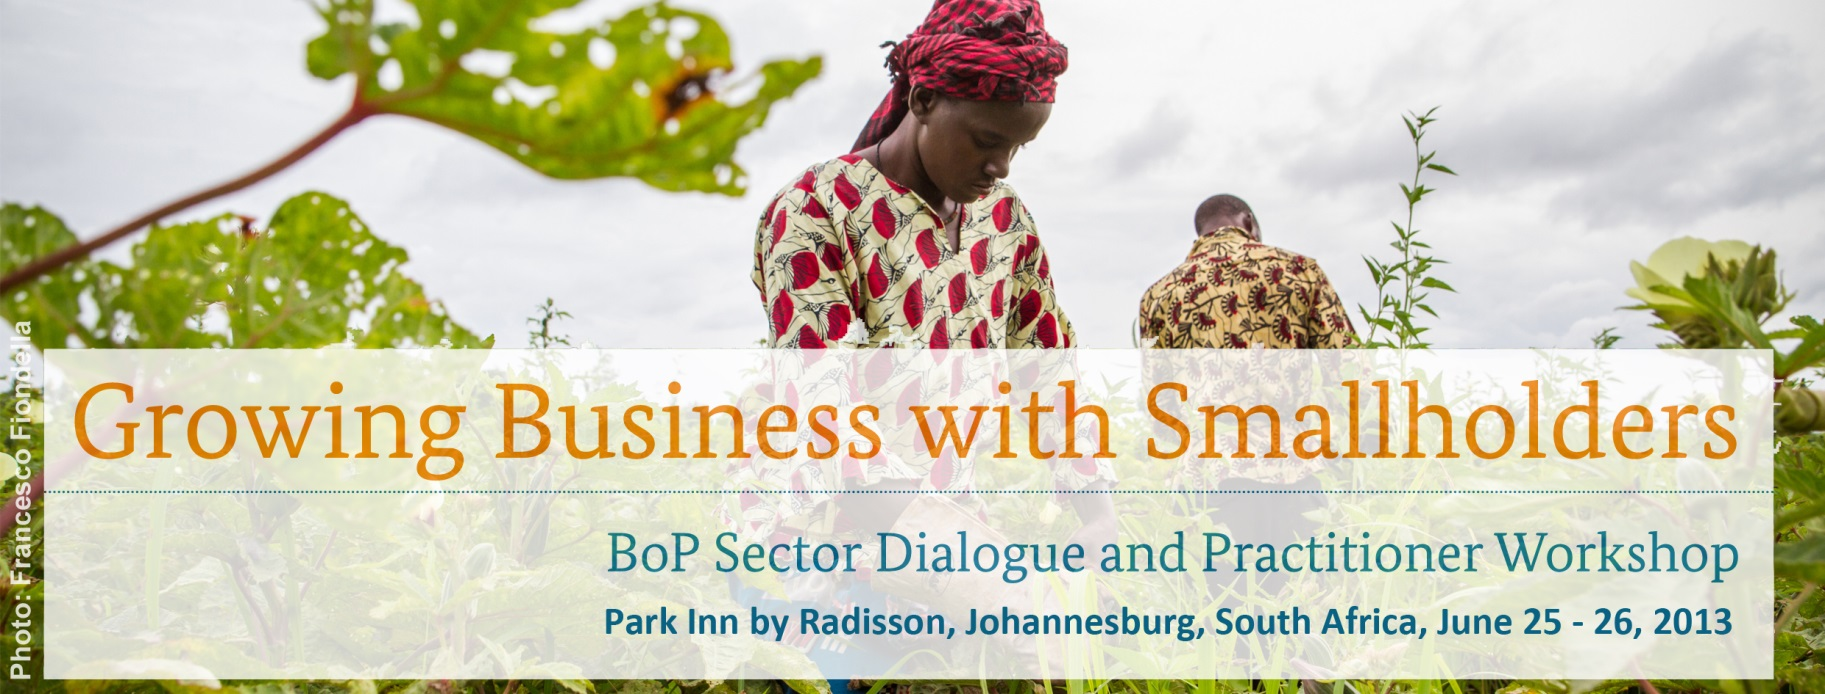 Growing Business with Smallholders
BoP Sector Dialogue and Practitioner Workshop
Park Inn by Radisson, Johannesburg, South Africa, June 25 - 26, 2013
Photo: Francesco Fiondella